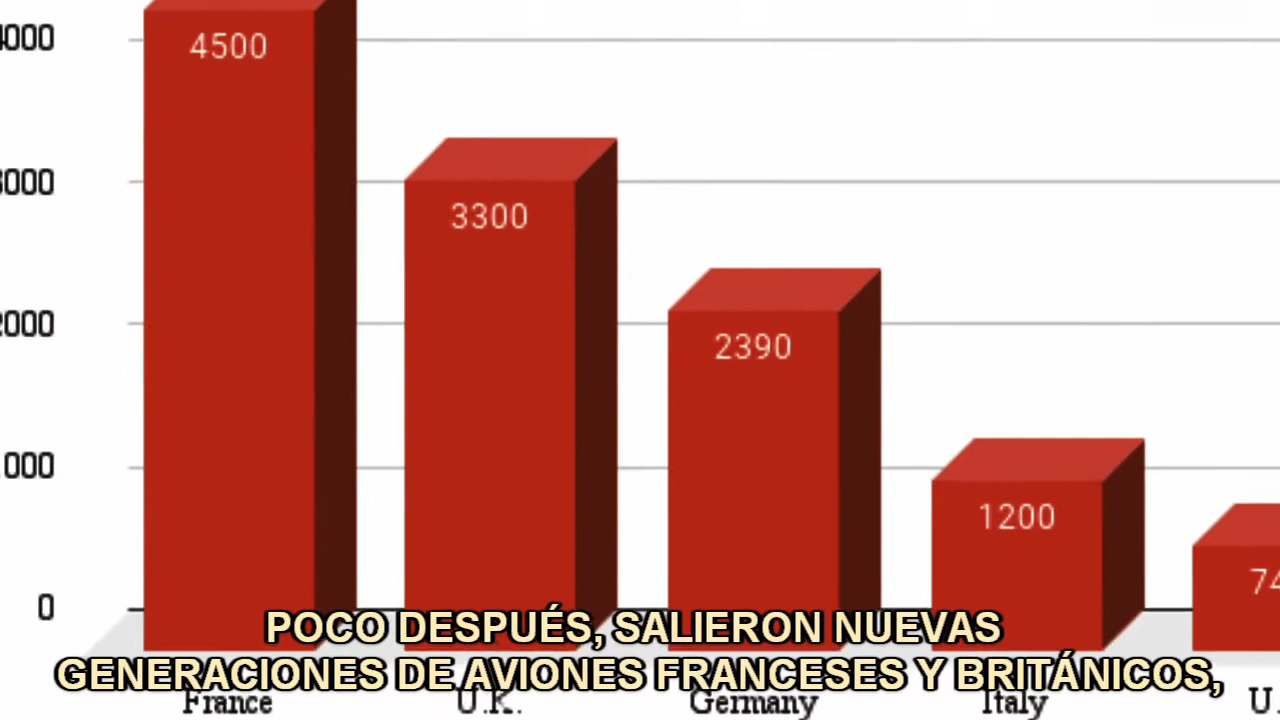 4000
4500
3000
3300
2000
2390
1000
1200
0
POCO DESPUÉS, SALIERON NUEVAS
GENERACIONES DE AVIONES FRANCESES Y BRITÁNICOS,
France
U.K.
Germany
Italy